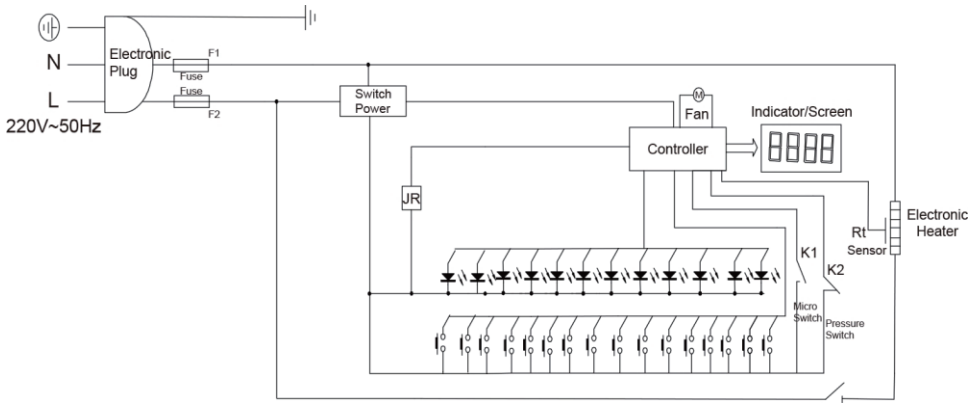 Electronic
Plug
N
L
220V~50Hz
F1
Fuse
Fuse
F2
Switch
Power
M
Fan
Controller
Indicator/Screen
8888
JR
Rt
Sensor
Electronic
Heater
K1
K2
Micro
Switch
Pressure
Switch